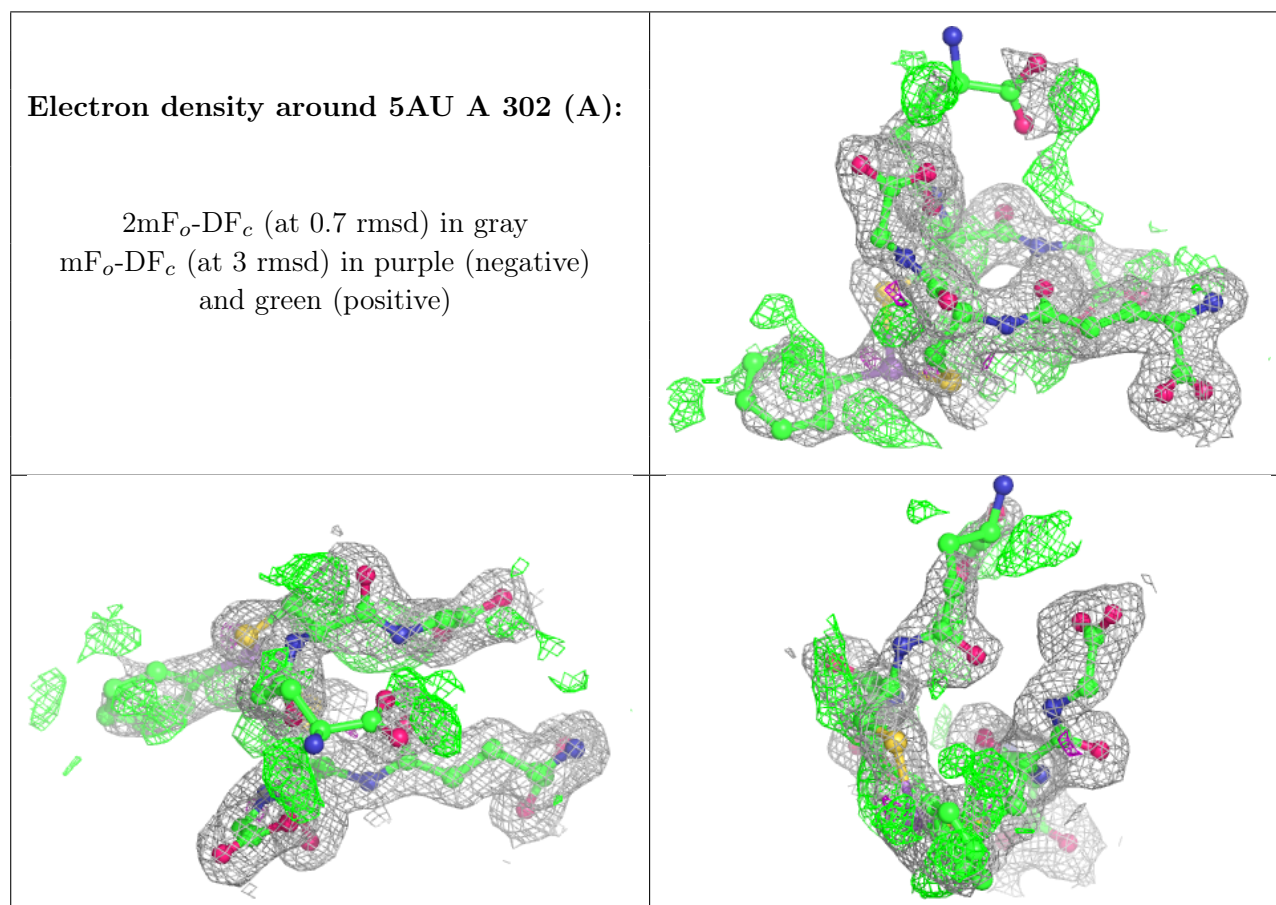 Electron density around 5AU A 302 (A):
2mFo-DFc (at 0.7 rmsd) in gray
mFo-DFc (at 3 rmsd) in purple (negative)
and green (positive)